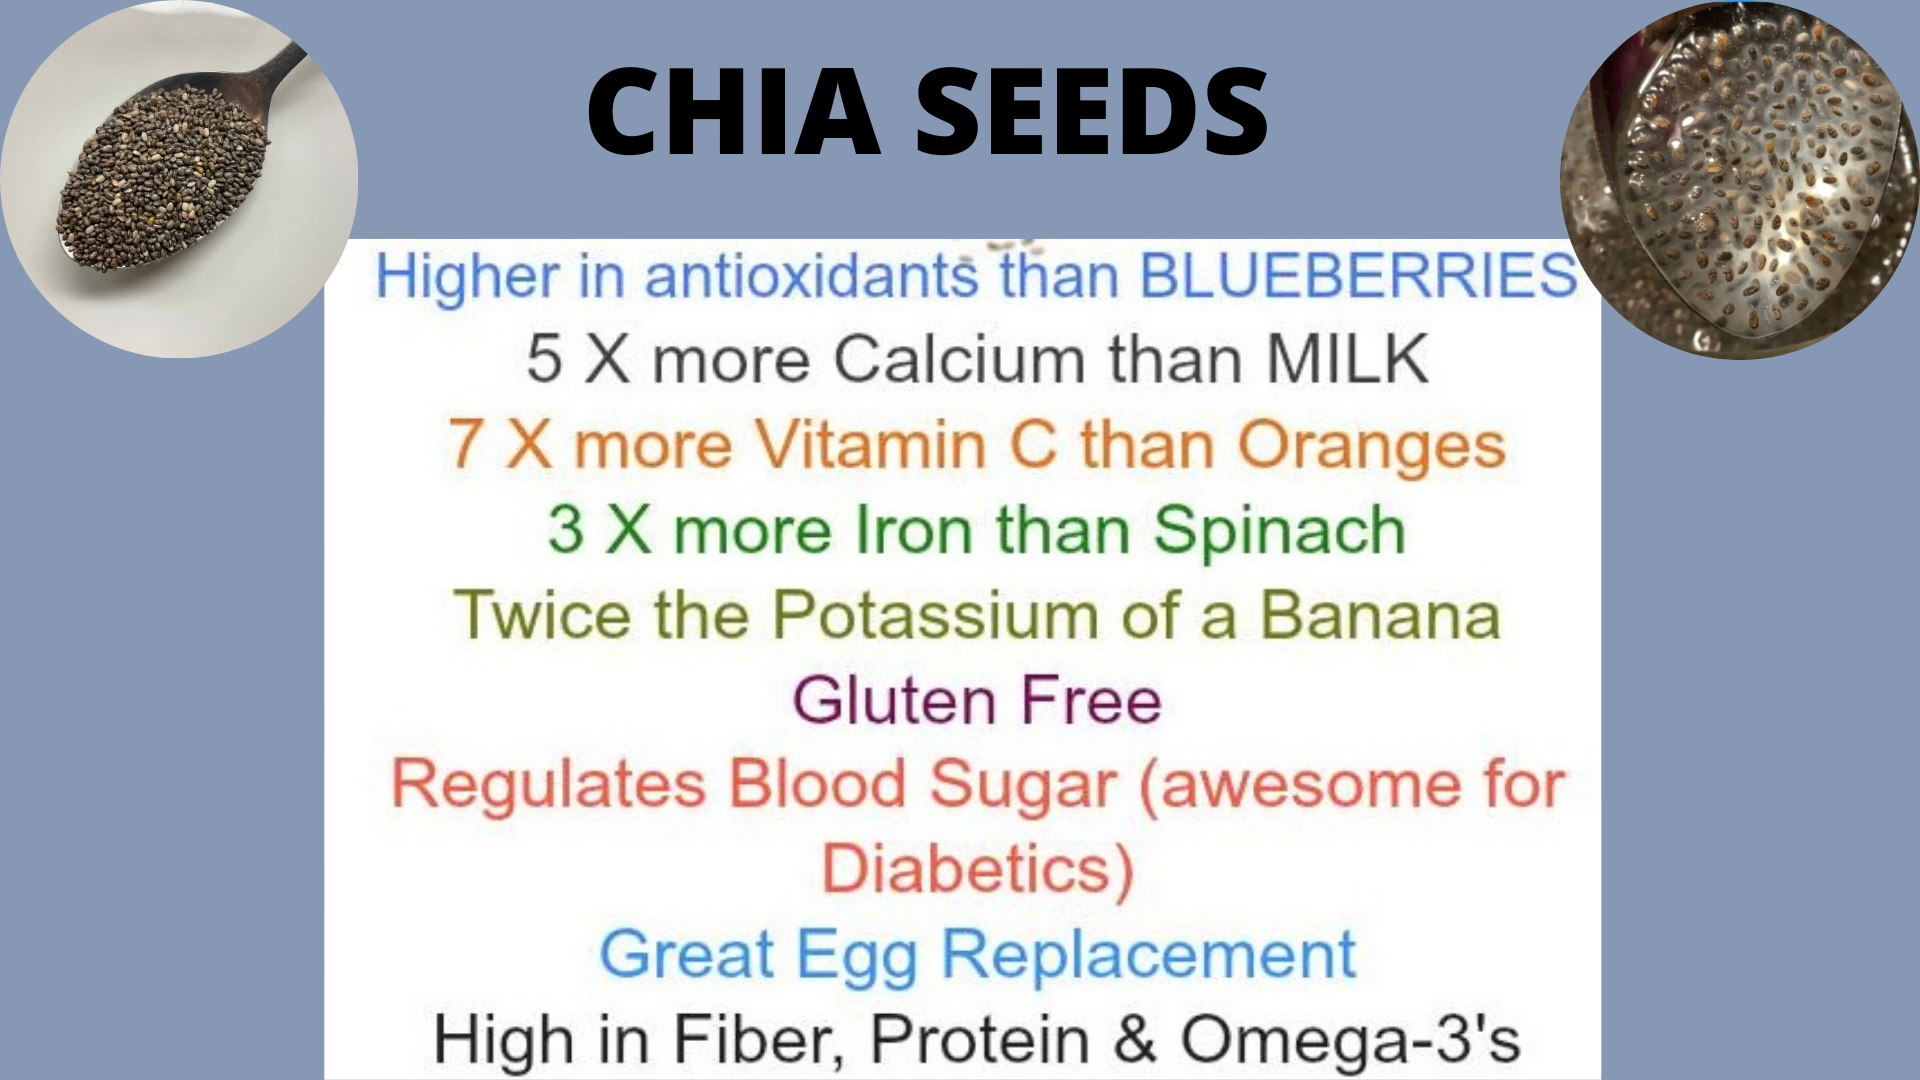 CHIA SEEDS
Higher in antioxidants than BLUEBERRIES
5 X more Calcium than MILK
7 X more Vitamin C than Oranges
3 X more Iron than Spinach
Twice the Potassium of a Banana
Gluten Free
Regulates Blood Sugar (awesome for
Diabetics)
Great Egg Replacement
High in Fiber, Protein & Omega-3's